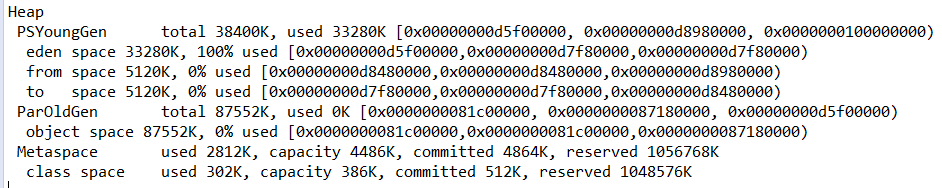 Heap
PSYoungGen total 38400K, used 33280K [0x00000000d5f00000, 0x00000000d8980000, 0x0000000100000000)
eden space 33280K, 100% used [0x00000000d5f00000,0x00000000d7f80000,0x00000000d7f80000)
from space 5120K, 0% used [0x00000000d8480000,0x00000000d8480000,0x00000000d8980000)
to space 5120K, 0% used [0x00000000d7f80000,0x00000000d7f80000,0x00000000d8480000)
ParOldGen total 87552K, used 0K [0x0000000081c00000, 0x0000000087180000, 0x00000000d5f00000)
object space 87552K, 0% used [0x0000000081c00000,0x0000000081c00000,0x0000000087180000)
Metaspace used 2812K, capacity 4486K, committed 4864K, reserved 1056768K
class space used 302K, capacity 386K, committed 512K, reserved 1048576K